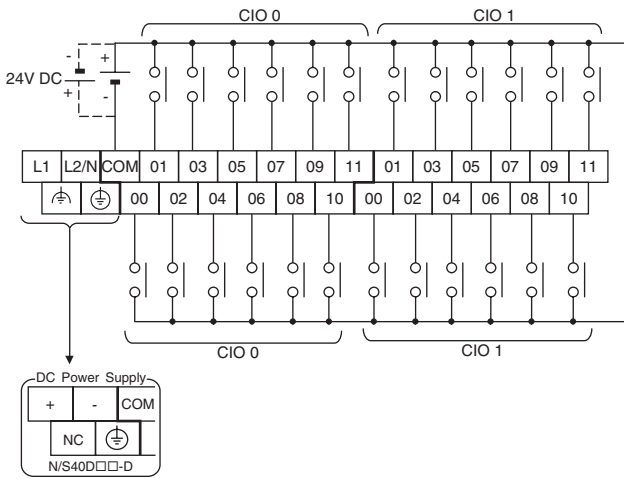 CIO 0 CIO 1
- +
24V DC
+ -
L1 L2/N COM 01 03 05 07 09 11 01 03 05 07 09 11
00 02 04 06 08 10 00 02 04 06 08 10
CIO 0 CIO 1
DC Power Supply
+ - COM
NC
N/S40D□□-D